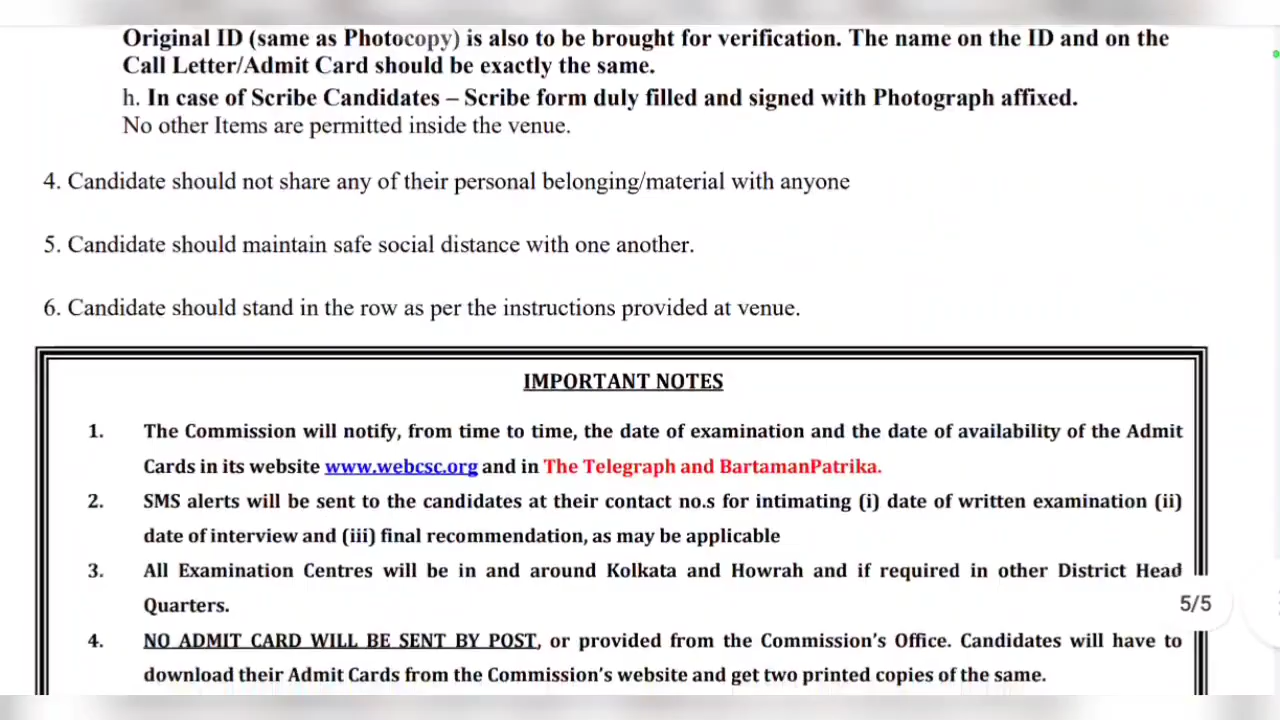 Original ID (same as Photocopy) is also to be brought for verification. The name on the ID and on the
Call Letter/Admit Card should be exactly the same.
h. In case of Scribe Candidates – Scribe form duly filled and signed with Photograph affixed.
No other Items are permitted inside the venue.
4. Candidate should not share any of their personal belonging/material with anyone
5. Candidate should maintain safe social distance with one another.
6. Candidate should stand in the row as per the instructions provided at venue.
IMPORTANT NOTES
1. The Commission will notify, from time to time, the date of examination and the date of availability of the Admit
Cards in its website www.webcsc.org and in The Telegraph and BartamanPatrika.
2. SMS alerts will be sent to the candidates at their contact no.s for intimating (i) date of written examination (ii)
date of interview and (iii) final recommendation, as may be applicable
3. All Examination Centres will be in and around Kolkata and Howrah and if required in other District Head
Quarters.
5/5
4. NO ADMIT CARD WILL BE SENT BY POST, or provided from the Commission's Office. Candidates will have to
download their Admit Cards from the Commission's website and get two printed copies of the same.